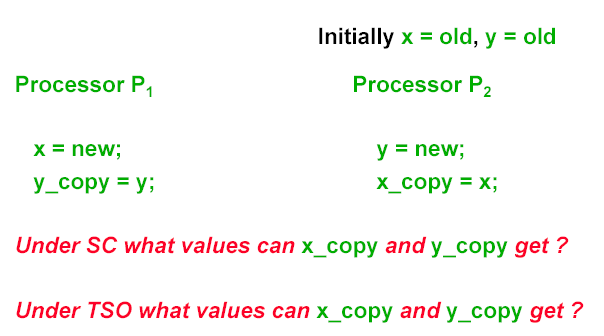 Initially x = old, y = old
Processor P1 Processor P2
x = new; y = new;
y_copy = y; x_copy = x;
Under SC what values can x_copy and y_copy get ?
Under TSO what values can x_copy and y_copy get ?